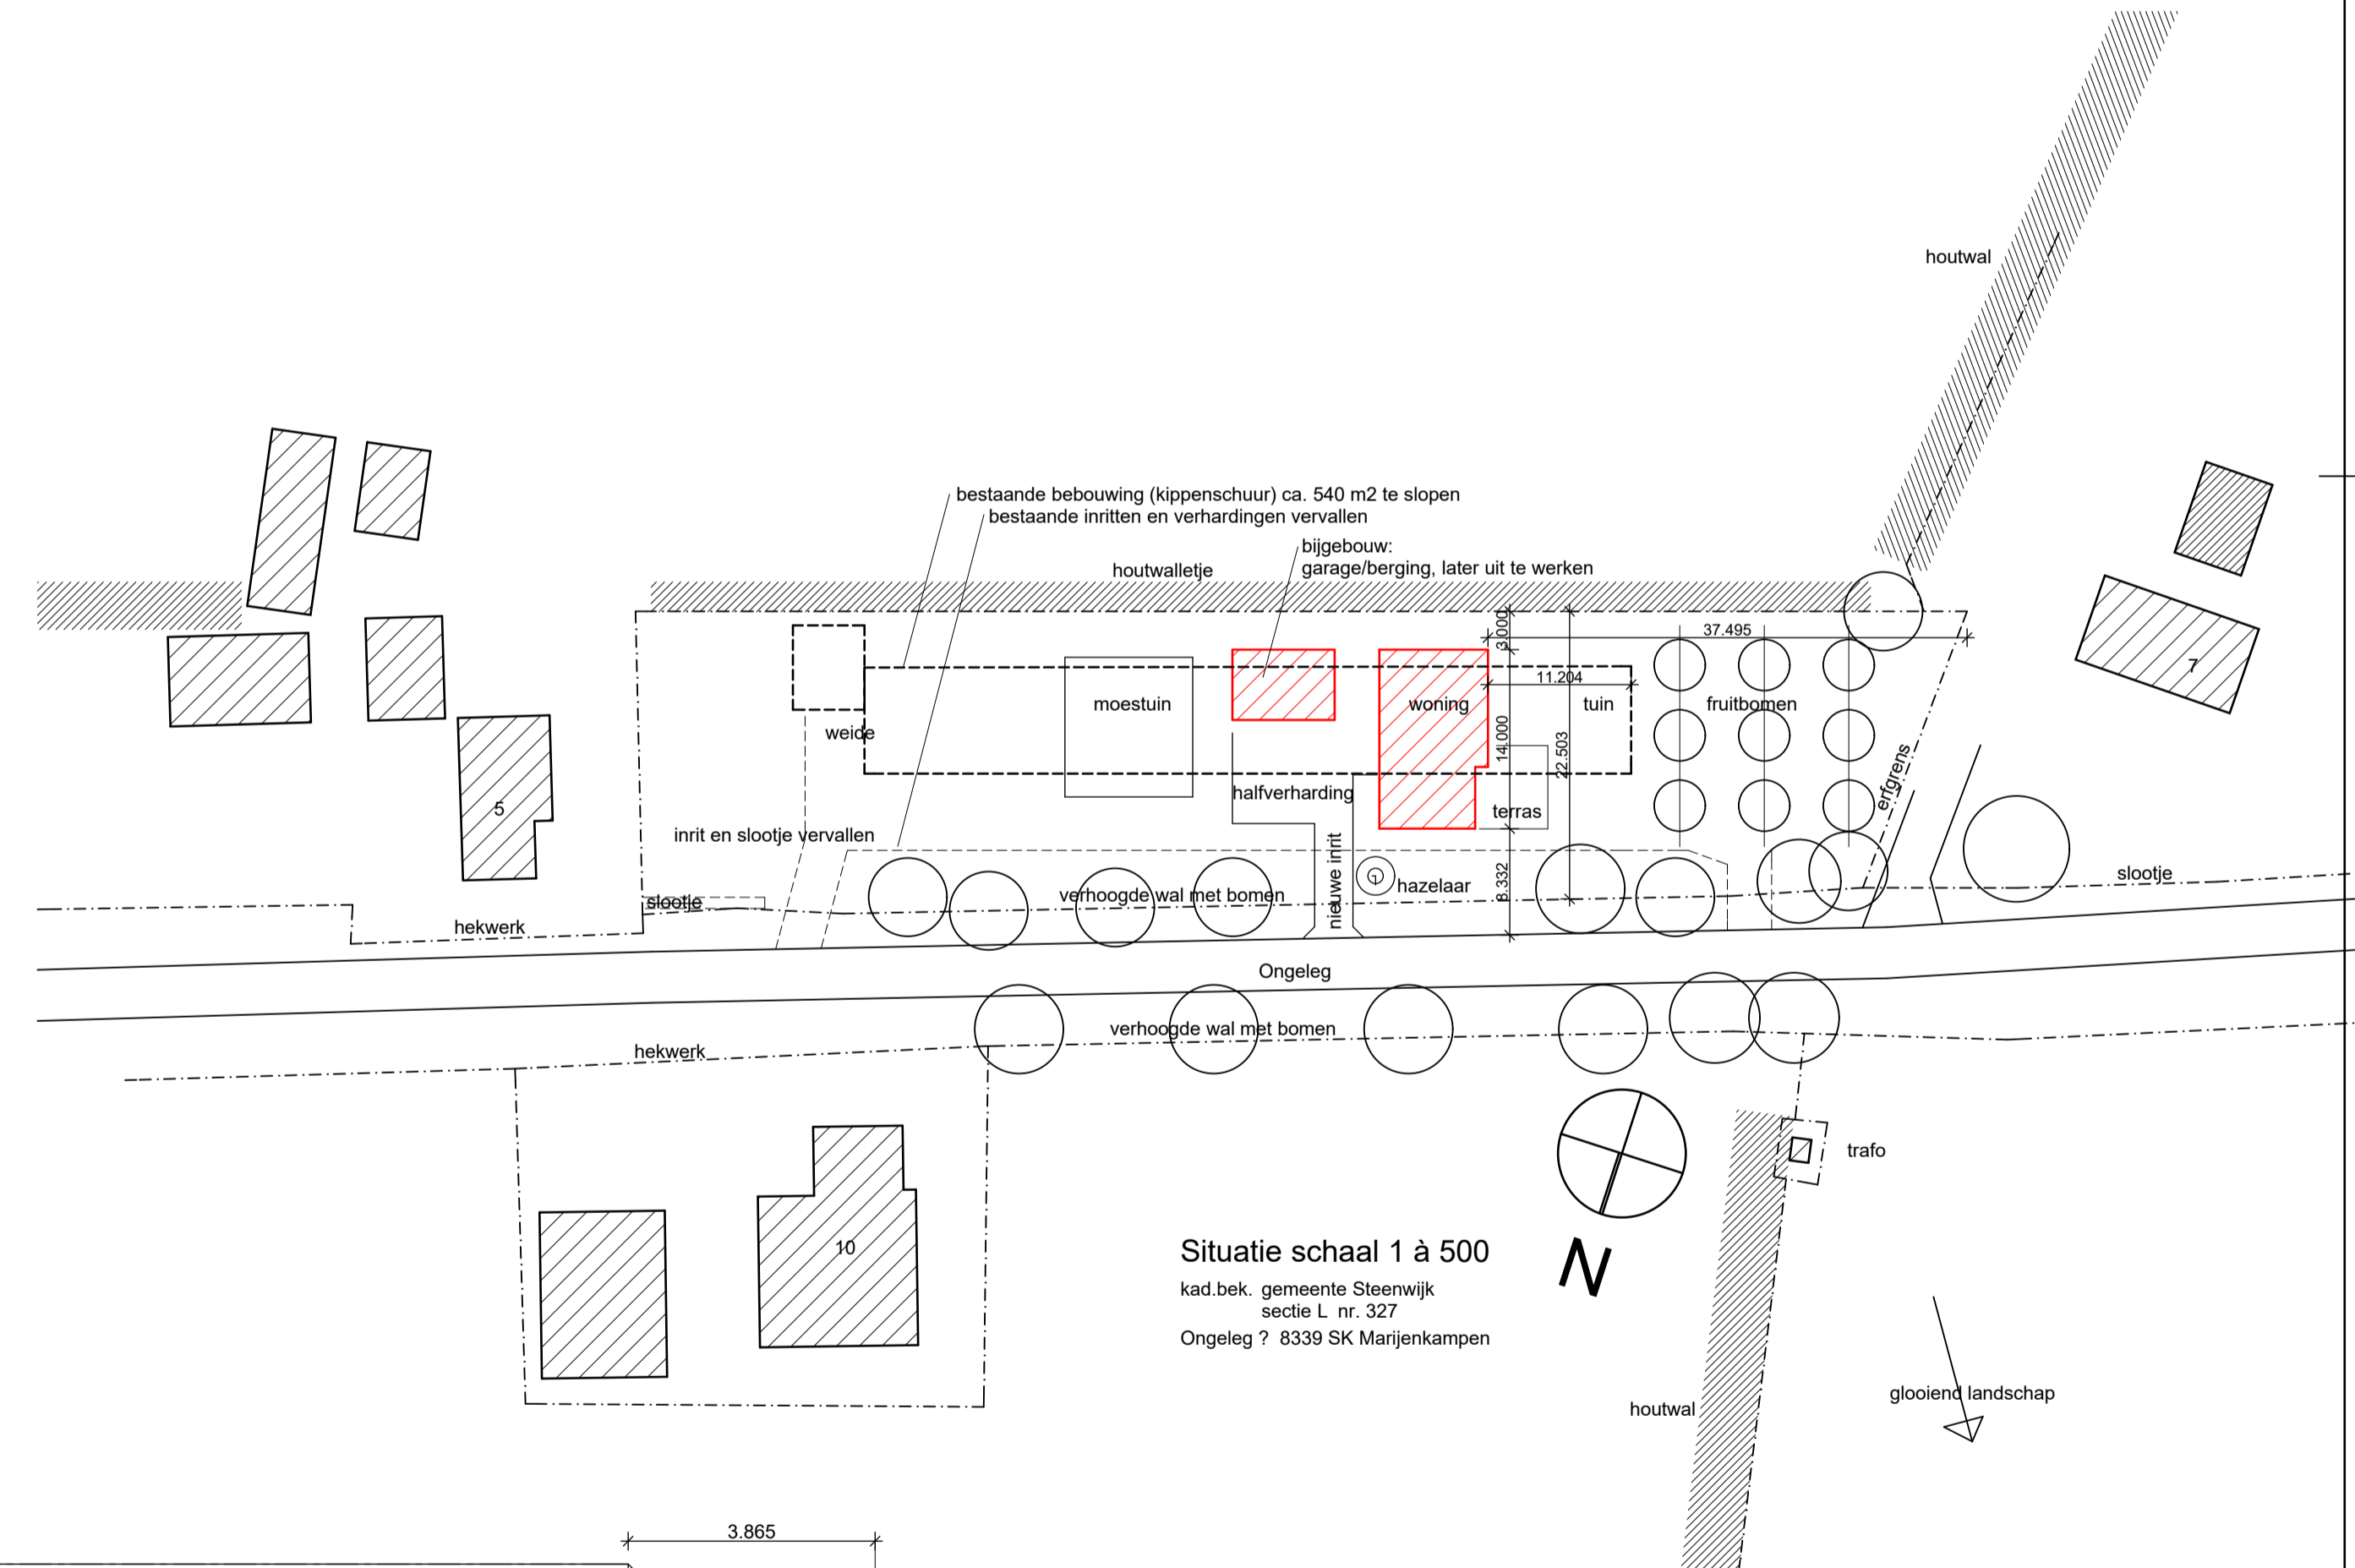 houtwal
bestaande bebouwing (kippenschuur) ca. 540 m2 te slopen
bestaande inritten en verhardingen vervallen
bijgebouw:
garage/berging, later uit te werken
houtwalletje
3.000
37.495
7
11.204
moestuin
woning
tuin
fruitbomen
weide
14.000
22.503
erfgrens
5
halfverharding
terras
inrit en slootje vervallen
nieuwe inrit
8.332
hazelaar
slootje
verhoogde wal met bomen
slootje
hekwerk
Ongeleg
verhoogde wal met bomen
hekwerk
trafo
10
N
Situatie schaal 1 à 500
kad.bek. gemeente Steenwijk
sectie L nr. 327
Ongeleg ? 8339 SK Marijenkampen
glooiend landschap
houtwal
3.865